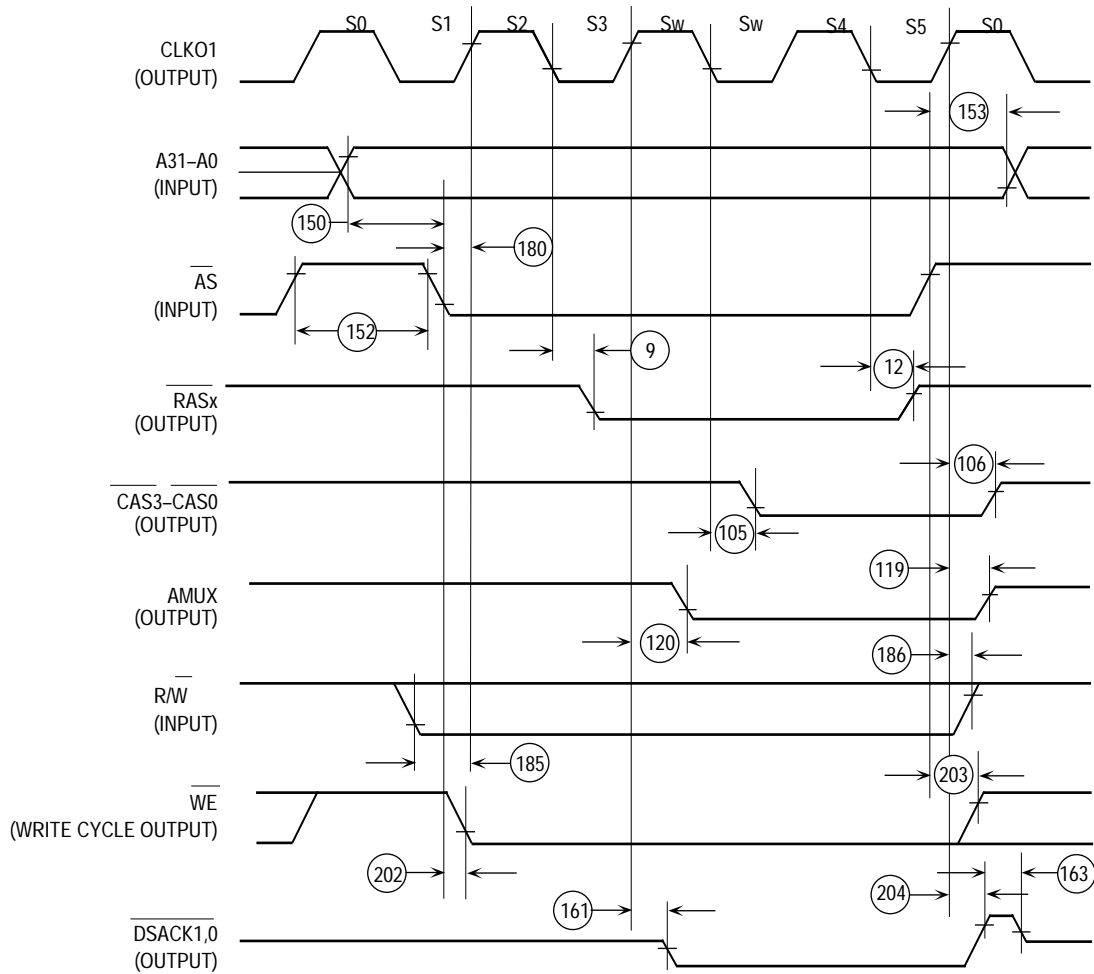 S0 S1 S2 S3 Sw Sw S4 S5 S0
CLKO1
(OUTPUT)
153
A31–A0
(INPUT)
150
180
AS
(INPUT)
152
9
12
RASx
(OUTPUT)
106
CAS3–CAS0
(OUTPUT)
105
119
AMUX
(OUTPUT)
120
186
R/W
(INPUT)
185
203
WE
(WRITE CYCLE OUTPUT)
202
163
204
161
DSACK1,0
(OUTPUT)